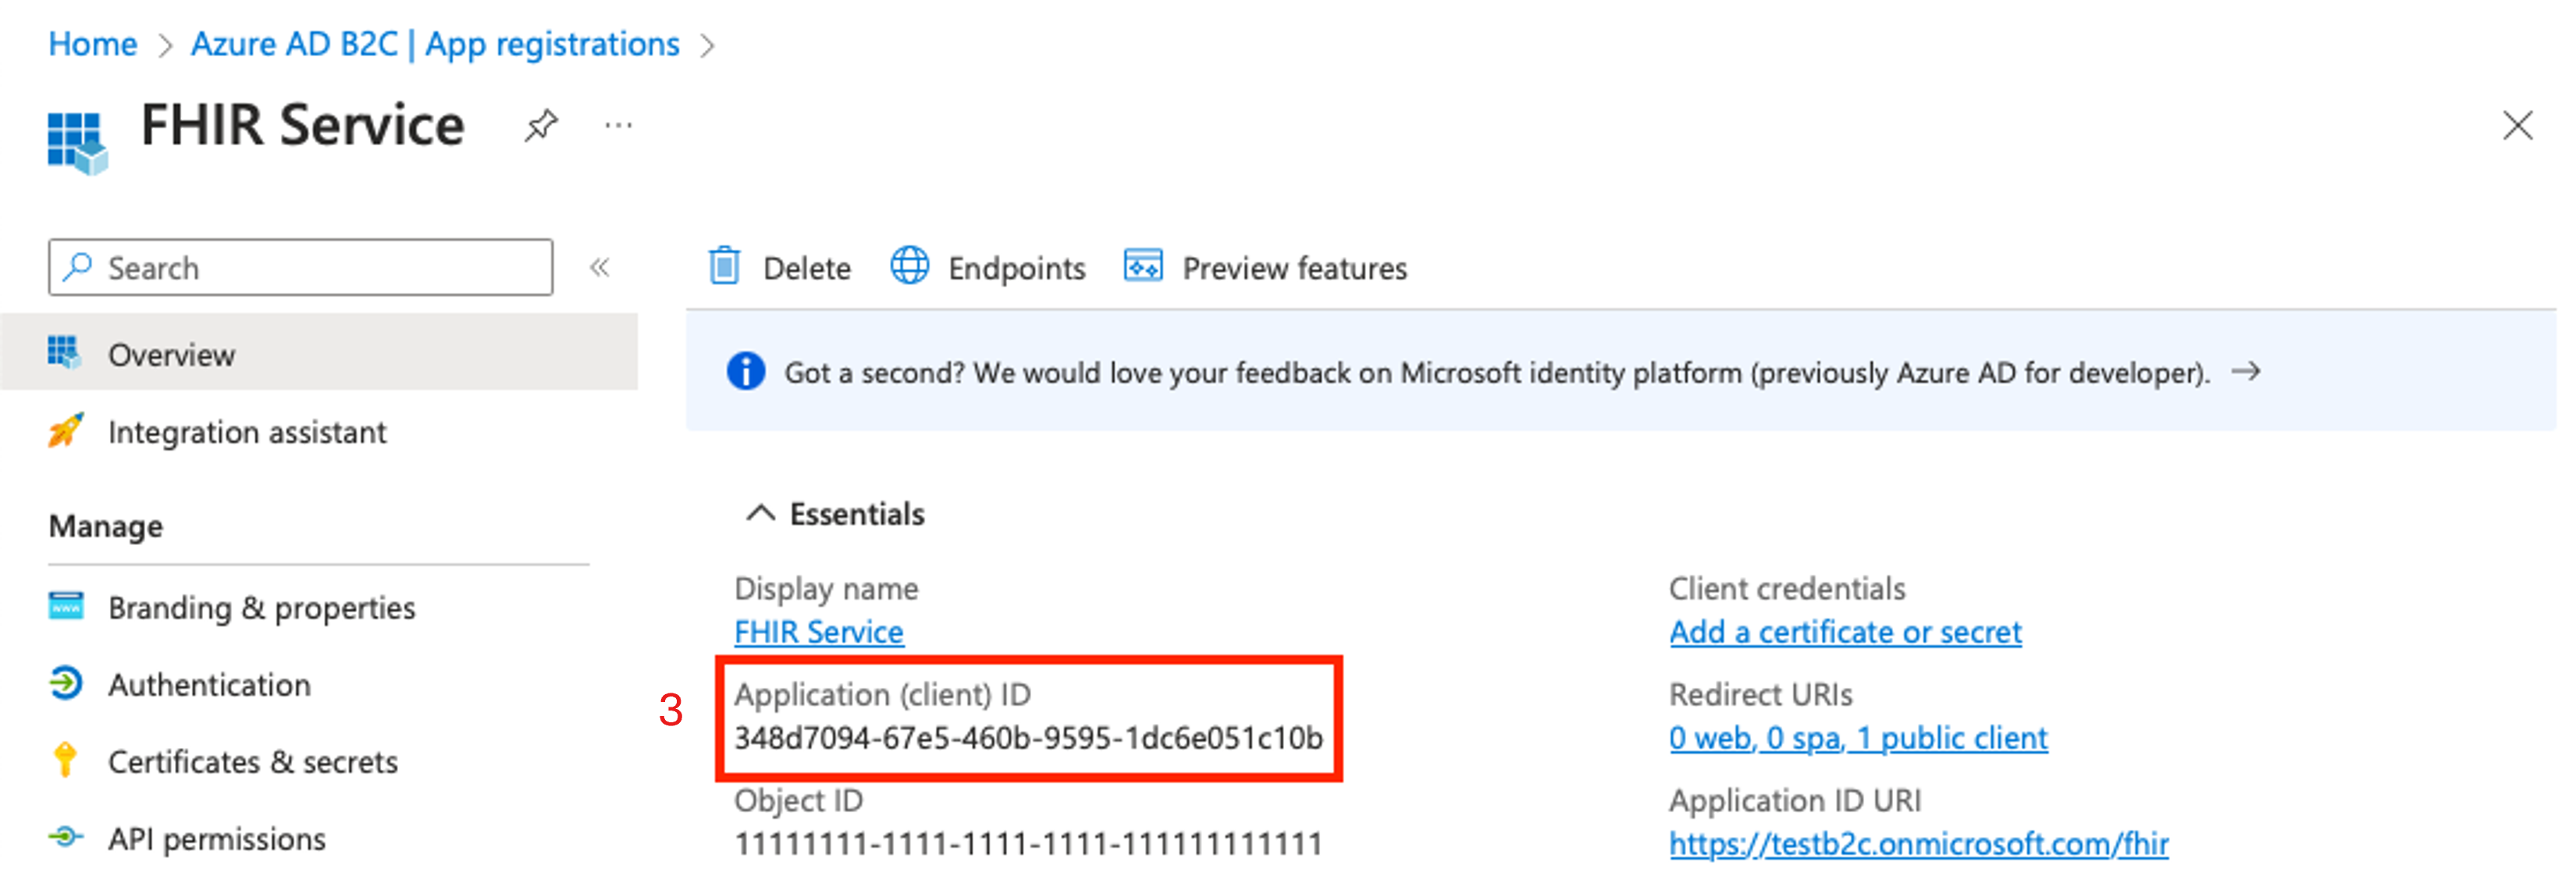 Home > Azure AD B2C | App registrations >
FHIR Service ...
Search «
Delete Endpoints Preview features
Overview
Got a second? We would love your feedback on Microsoft identity platform (previously Azure AD for developer). →
Integration assistant
Manage
Essentials
Branding & properties
Authentication
Certificates & secrets
API permissions
Display name
FHIR Service
3
Application (client) ID
348d7094-67e5-460b-9595-1dc6e051c10b
Object ID
11111111-1111-1111-1111-111111111111
Client credentials
Add a certificate or secret
Redirect URIs
0 web, 0 spa, 1 public client
Application ID URI
https://testb2c.onmicrosoft.com/fhir